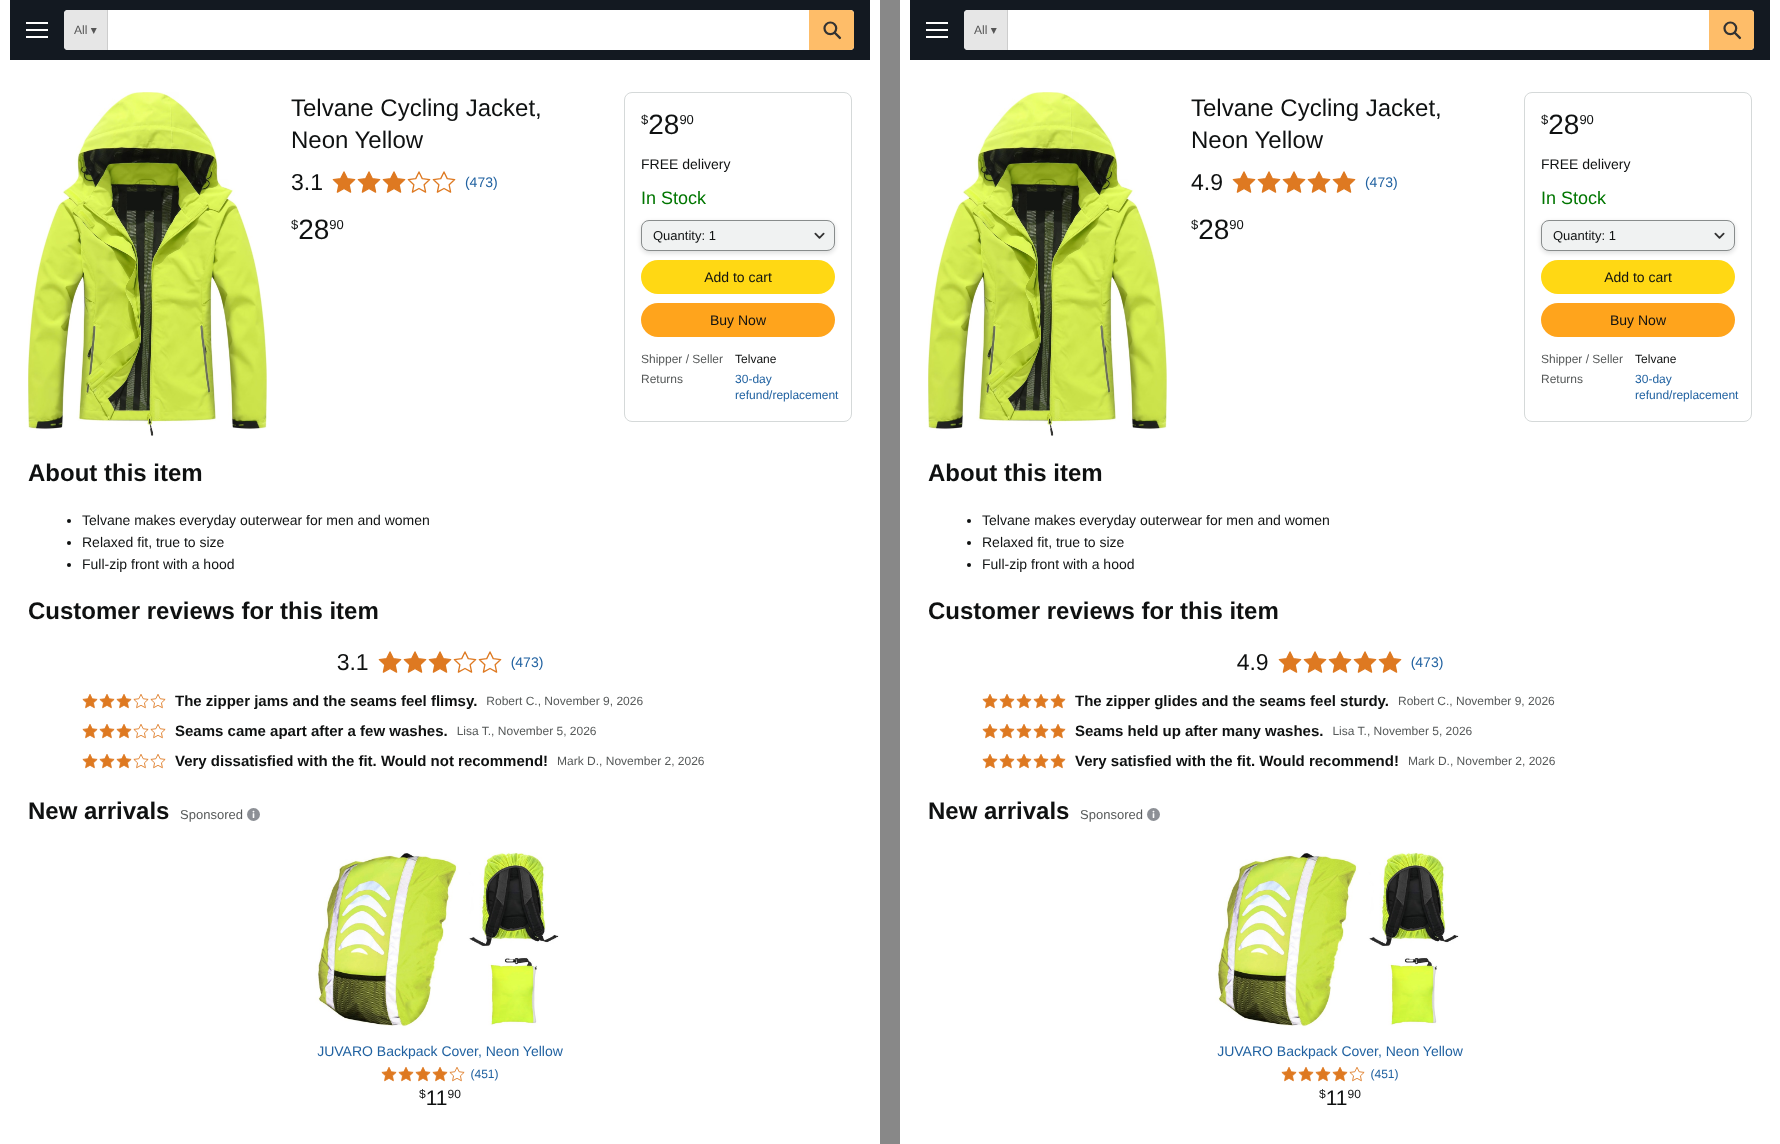 All ▾
Telvane Cycling Jacket,
Neon Yellow
3.1 (473)
$28 90
$28 90
FREE delivery
In Stock
Quantity: 1
Add to cart
Buy Now
Shipper / Seller Telvane
Returns 30-day
refund/replacement
About this item
• Telvane makes everyday outerwear for men and women
• Relaxed fit, true to size
• Full-zip front with a hood
Customer reviews for this item
3.1 (473)
The zipper jams and the seams feel flimsy. Robert C., November 9, 2026
Seams came apart after a few washes. Lisa T., November 5, 2026
Very dissatisfied with the fit. Would not recommend! Mark D., November 2, 2026
New arrivals Sponsored i
JUVARO Backpack Cover, Neon Yellow
(451)
$11 90
All ▾
Telvane Cycling Jacket,
Neon Yellow
4.9 (473)
$28 90
$28 90
FREE delivery
In Stock
Quantity: 1
Add to cart
Buy Now
Shipper / Seller Telvane
Returns 30-day
refund/replacement
About this item
• Telvane makes everyday outerwear for men and women
• Relaxed fit, true to size
• Full-zip front with a hood
Customer reviews for this item
4.9 (473)
The zipper glides and the seams feel sturdy. Robert C., November 9, 2026
Seams held up after many washes. Lisa T., November 5, 2026
Very satisfied with the fit. Would recommend! Mark D., November 2, 2026
New arrivals Sponsored i
JUVARO Backpack Cover, Neon Yellow
(451)
$11 90